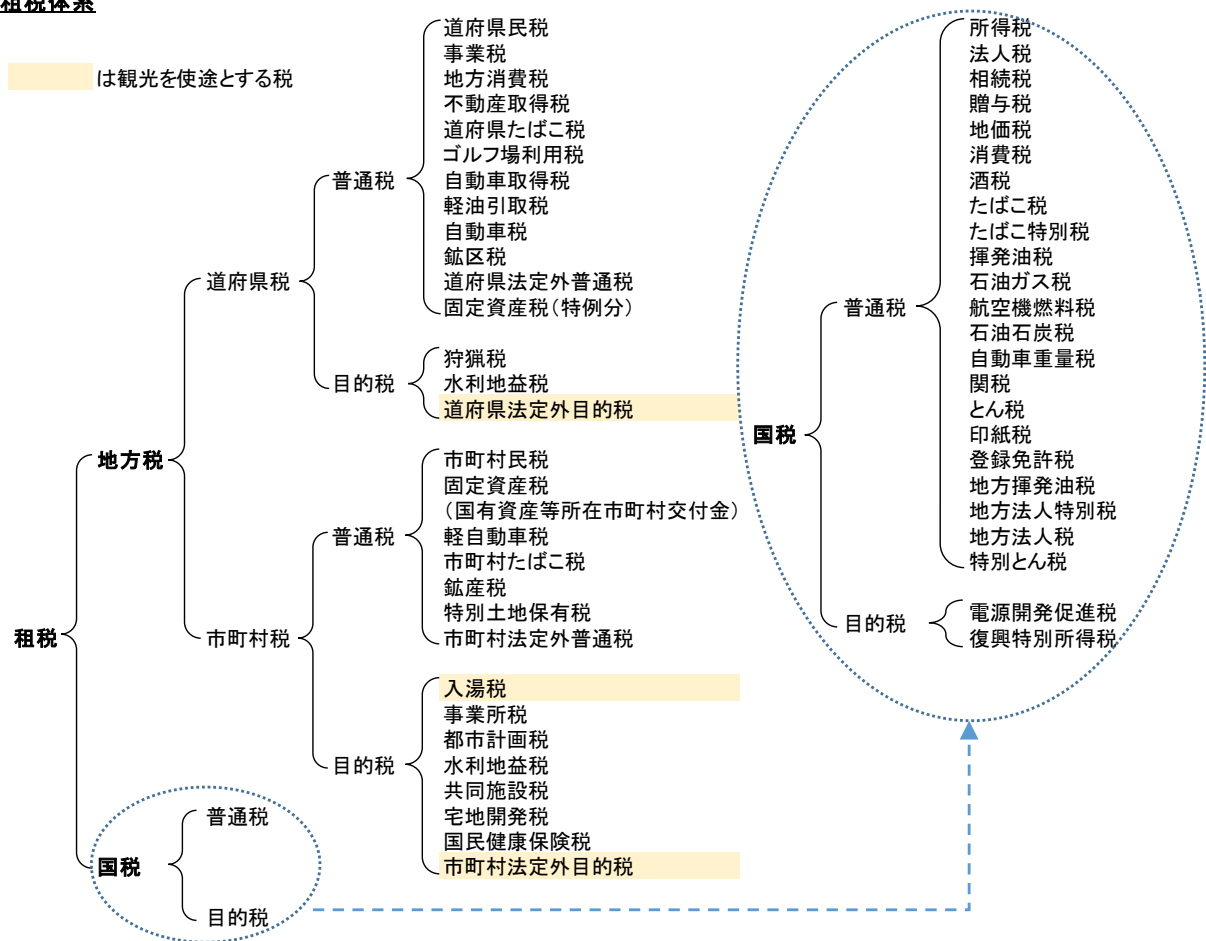 租税体系
は観光を使途とする税
租税
地方税
道府県税
普通税
道府県民税
事業税
地方消費税
不動産取得税
道府県たばこ税
ゴルフ場利用税
自動車取得税
軽油引取税
自動車税
鉱区税
道府県法定外普通税
固定資産税(特例分)
目的税
狩猟税
水利地益税
道府県法定外目的税
市町村税
普通税
市町村民税
固定資産税
(国有資産等所在市町村交付金)
軽自動車税
市町村たばこ税
鉱産税
特別土地保有税
市町村法定外普通税
目的税
入湯税
事業所税
都市計画税
水利地益税
共同施設税
宅地開発税
国民健康保険税
市町村法定外目的税
国税
普通税
目的税
国税
普通税
所得税
法人税
相続税
贈与税
地価税
消費税
酒税
たばこ税
たばこ特別税
揮発油税
石油ガス税
航空機燃料税
石油石炭税
自動車重量税
関税
とん税
印紙税
登録免許税
地方揮発油税
地方法人特別税
地方法人税
特別とん税
目的税
電源開発促進税
復興特別所得税